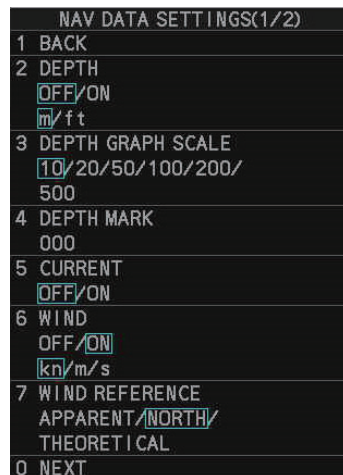 NAV DATA SETTINGS(1/2)
1 BACK
2 DEPTH
OFF/ON
m/ft
3 DEPTH GRAPH SCALE
10/20/50/100/200/
500
4 DEPTH MARK
000
5 CURRENT
OFF/ON
6 WIND
OFF/ON
kn/m/s
7 WIND REFERENCE
APPARENT/NORTH/
THEORETICAL
0 NEXT